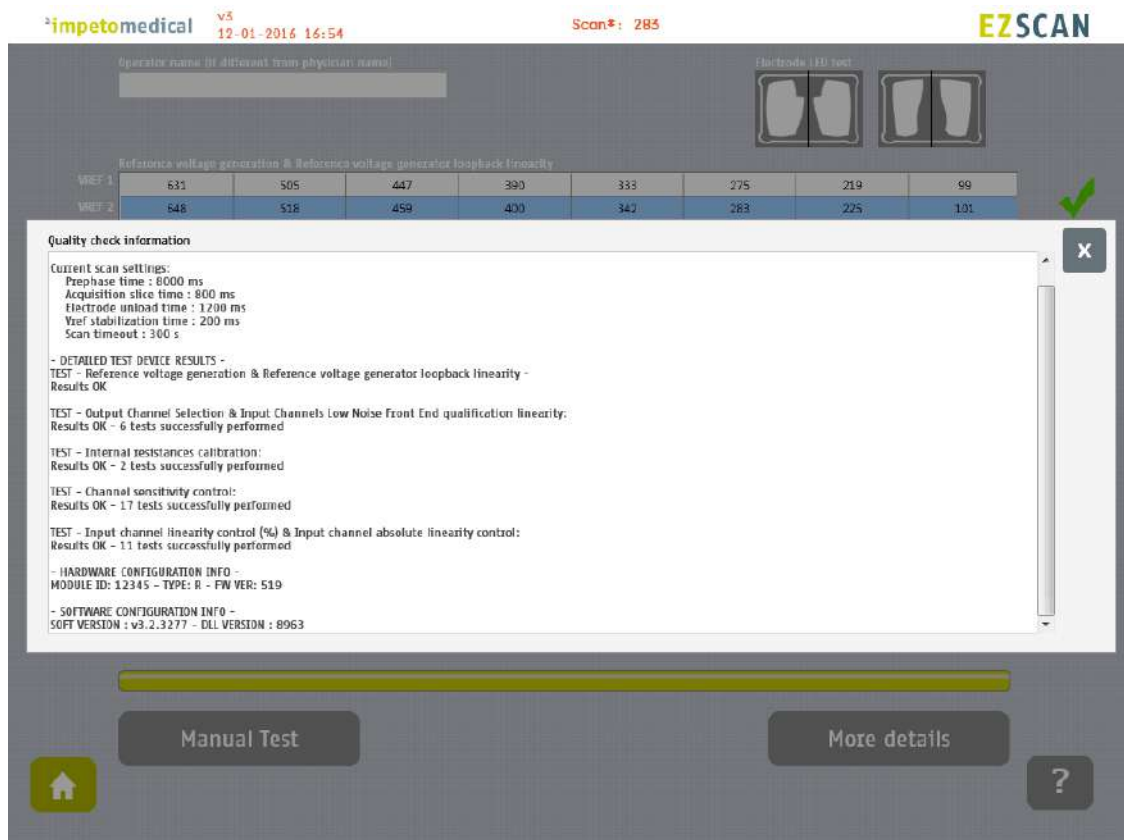 impetomedical
v3
12-01-2016 16:54
Scan*: 283
EZSCAN
Operator name (if different from physician name)
Electrode LED test
Reference voltage generation & Reference voltage generator loopback linearity
VREF 1 631 505 447 390 333 275 219 99
VREF 2 648 518 459 400 342 283 225 101
Quality check information
X
Current scan settings:
Prephase time : 8000 ms
Acquisition slice time : 800 ms
Electrode unload time : 1200 ms
Vref stabilization time : 200 ms
Scan timeout : 300 s
- DETAILED TEST DEVICE RESULTS -
TEST - Reference voltage generation & Reference voltage generator loopback linearity -
Results OK
TEST - Output Channel Selection & Input Channels Low Noise Front End qualification linearity:
Results OK - 6 tests successfully performed
TEST - Internal resistances calibration:
Results OK - 2 tests successfully performed
TEST - Channel sensitivity control:
Results OK - 17 tests successfully performed
TEST - Input channel linearity control (%) & Input channel absolute linearity control:
Results OK - 11 tests successfully performed
- HARDWARE CONFIGURATION INFO -
MODULE ID: 12345 - TYPE: R - FW VER: 519
- SOFTWARE CONFIGURATION INFO -
SOFT VERSION : v3.2.3277 - DLL VERSION : 8963
Manual Test
More details
?